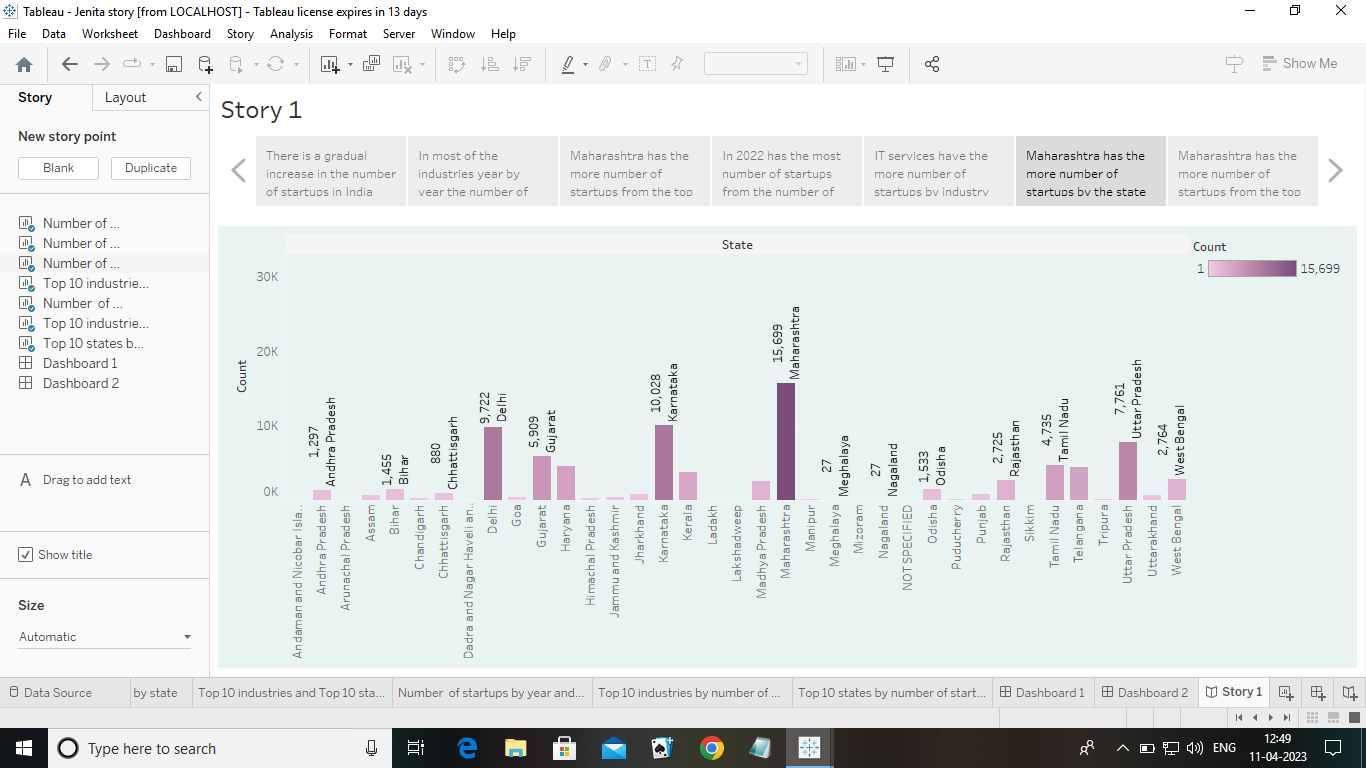 Tableau - Jenita story [from LOCALHOST] - Tableau license expires in 13 days
File Data Worksheet Dashboard Story Analysis Format Server Window Help
Show Me
Story Layout
New story point
Blank Duplicate
Number of ...
Number of ...
Number of ...
Top 10 industrie...
Number of ...
Top 10 industrie...
Top 10 states b...
Dashboard 1
Dashboard 2
A Drag to add text
Show title
Size
Automatic
Story 1
There is a gradual
increase in the number
of startups in India
In most of the
industries year by
year the number of
Maharashtra has the
more number of
startups from the top
In 2022 has the most
number of startups
from the number of
IT services have the
more number of
startups by industry
Maharashtra has the
more number of
startups by the state
Maharashtra has the
more number of
startups from the top
State
Count
1 15,699
Count
30K
20K
10K
0K
1,297
Andhra Pradesh
1,455
Bihar
880
Chhattisgarh
9,722
Delhi
5,909
Gujarat
10,028
Karnataka
15,699
Maharashtra
27
Meghalaya
27
Nagaland
1,533
Odisha
2,725
Rajasthan
4,735
Tamil Nadu
7,761
Uttar Pradesh
2,764
West Bengal
Andaman and Nicobar Isla..
Andhra Pradesh
Arunachal Pradesh
Assam
Bihar
Chandigarh
Chhattisgarh
Dadra and Nagar Haveli an..
Delhi
Goa
Gujarat
Haryana
Himachal Pradesh
Jammu and Kashmir
Jharkhand
Karnataka
Kerala
Ladakh
Lakshadweep
Madhya Pradesh
Maharashtra
Manipur
Meghalaya
Mizoram
Nagaland
NOT SPECIFIED
Odisha
Puducherry
Punjab
Rajasthan
Sikkim
Tamil Nadu
Telangana
Tripura
Uttar Pradesh
Uttarakhand
West Bengal
Data Source by state Top 10 industries and Top 10 sta... Number of startups by year and... Top 10 industries by number of ... Top 10 states by number of start... Dashboard 1 Dashboard 2 Story 1
Type here to search
ENG
12:49
11-04-2023